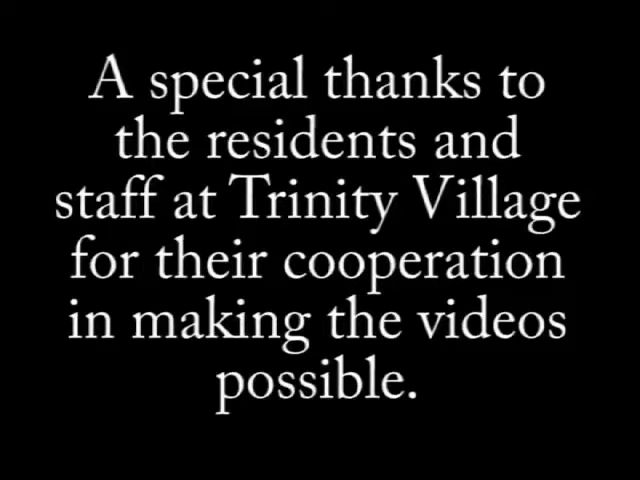 A special thanks to
the residents and
staff at Trinity Village
for their cooperation
in making the videos
possible.